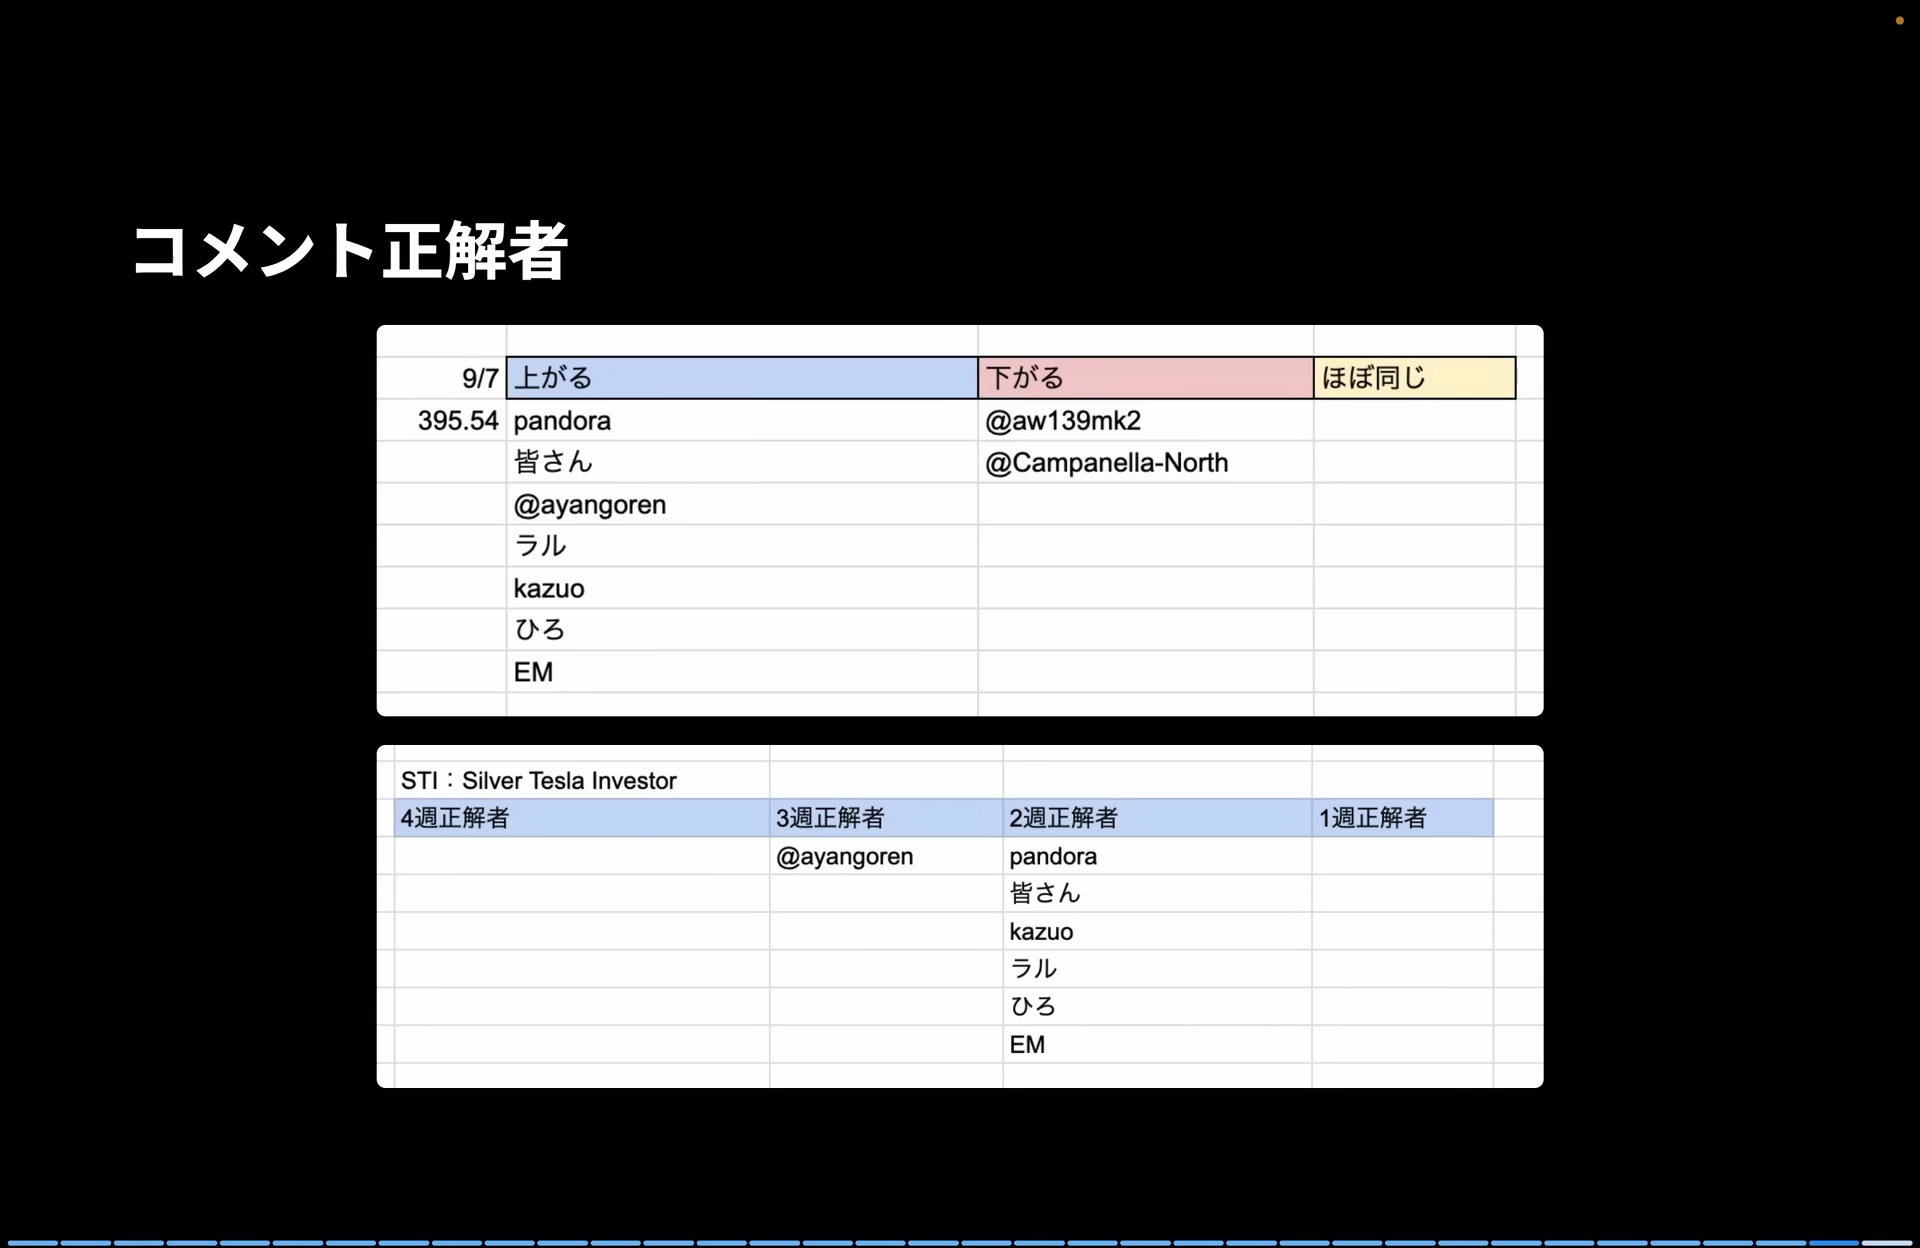 コメント正解者
9/7 上がる 下がる ほぼ同じ
395.54 pandora @aw139mk2
皆さん @Campanella-North
@ayangoren
ラル
kazuo
ひろ
EM
STI：Silver Tesla Investor
4週正解者 3週正解者 2週正解者 1週正解者
@ayangoren pandora
皆さん
kazuo
ラル
ひろ
EM